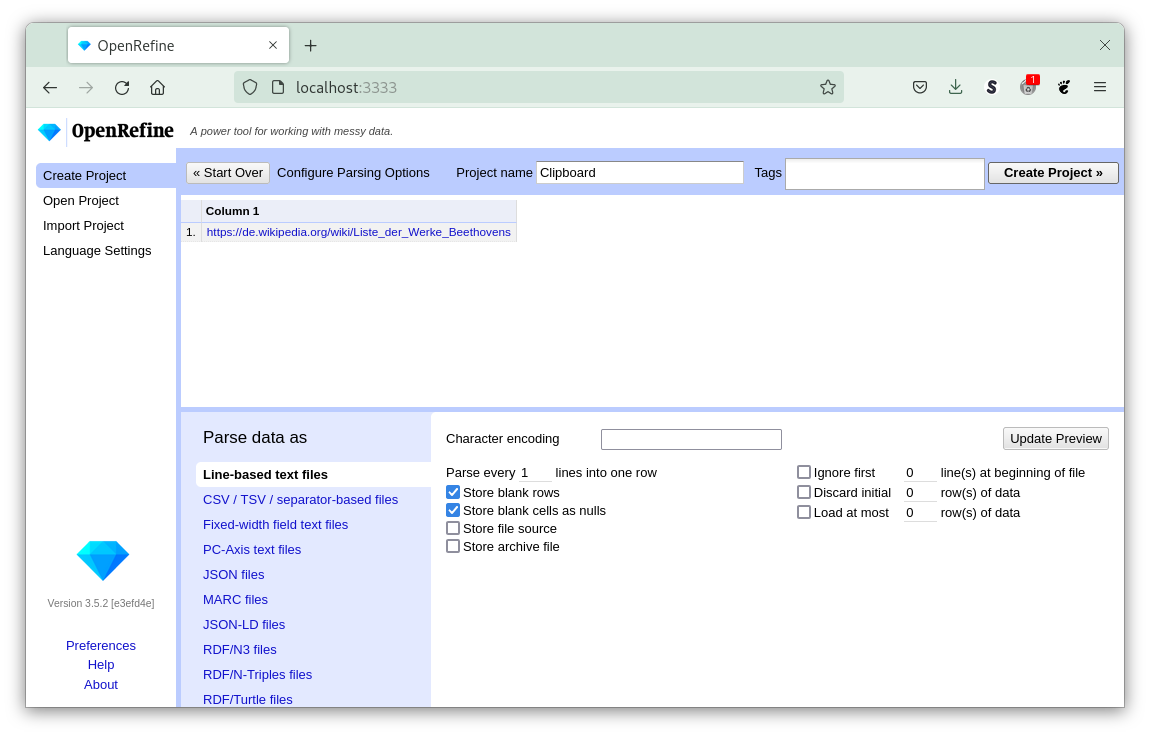 OpenRefine
localhost:3333
1
OpenRefine A power tool for working with messy data.
Create Project
Open Project
Import Project
Language Settings
« Start Over Configure Parsing Options Project name Clipboard Tags Create Project »
Column 1
1. https://de.wikipedia.org/wiki/Liste_der_Werke_Beethovens
Parse data as
Line-based text files
CSV / TSV / separator-based files
Fixed-width field text files
PC-Axis text files
JSON files
MARC files
JSON-LD files
RDF/N3 files
RDF/N-Triples files
RDF/Turtle files
Character encoding Update Preview
Parse every 1 lines into one row
Store blank rows
Store blank cells as nulls
Store file source
Store archive file
Ignore first 0 line(s) at beginning of file
Discard initial 0 row(s) of data
Load at most 0 row(s) of data
Version 3.5.2 [e3efd4e]
Preferences
Help
About